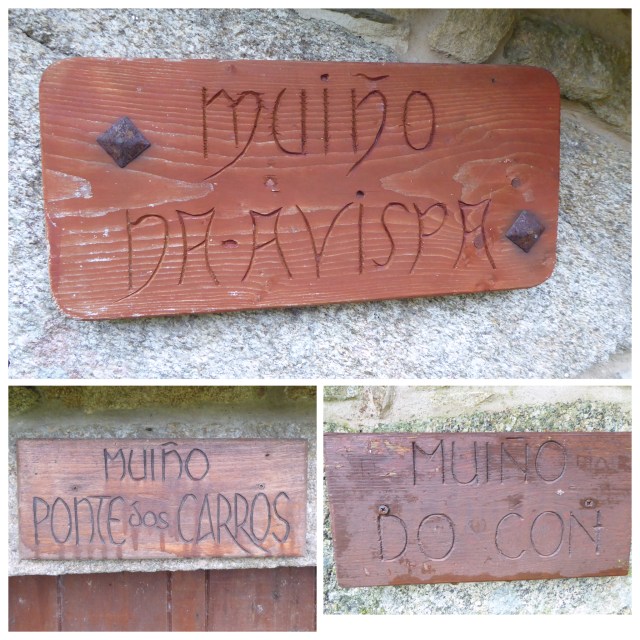 MUIÑO
DA-AVISPA
MUIÑO
PONTE dos CARROS
MUIÑO
DO CON